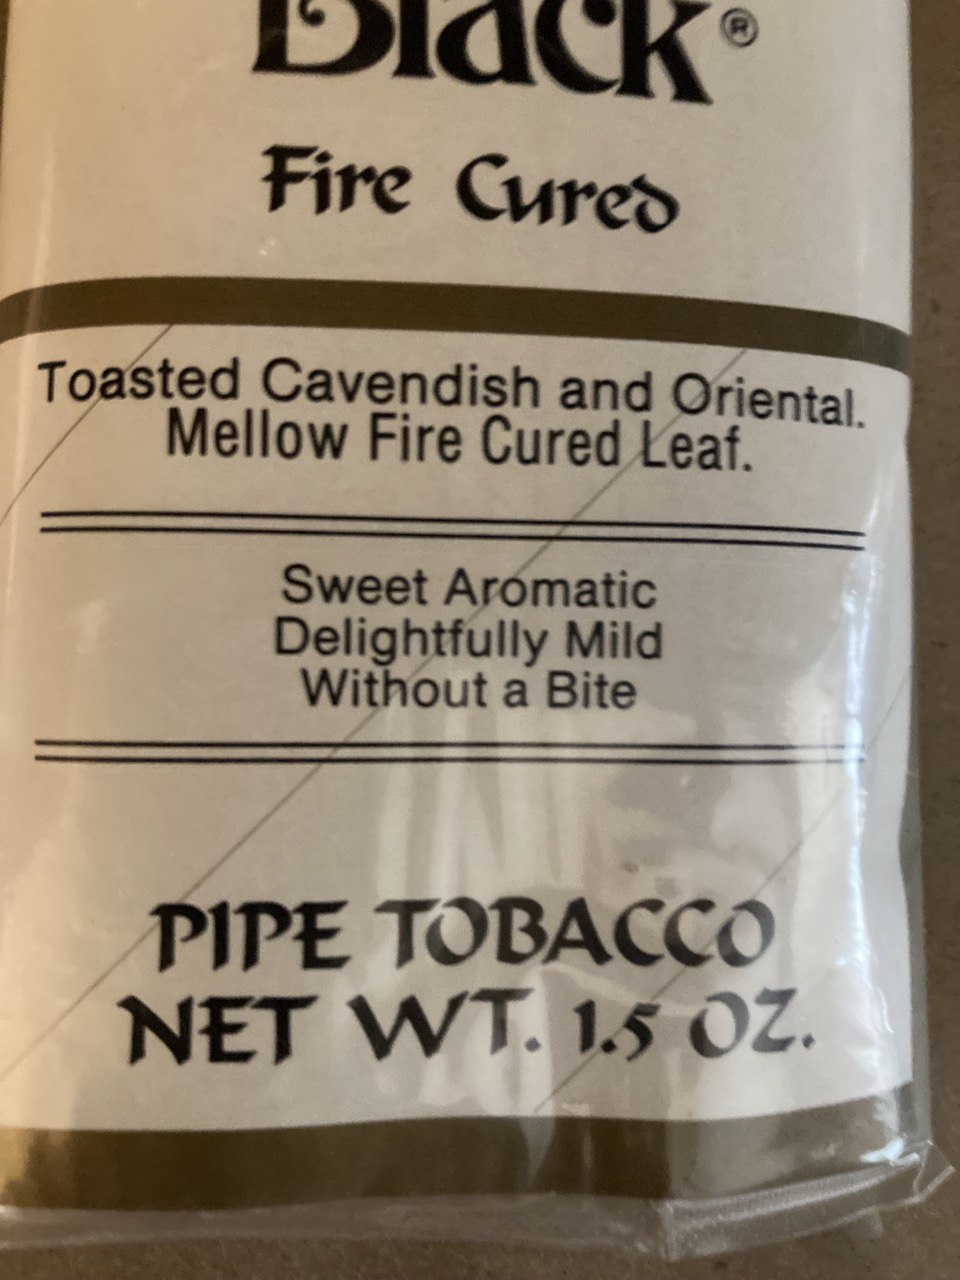 Black®
Fire Cured
Toasted Cavendish and Oriental.
Mellow Fire Cured Leaf.
Sweet Aromatic
Delightfully Mild
Without a Bite
PIPE TOBACCO
NET WT. 1.5 OZ.